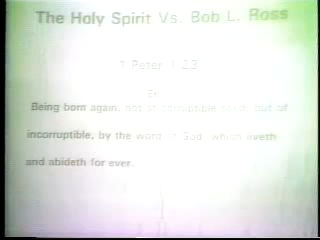 The Holy Spirit Vs. Bob L. Ross
1 Peter 1:23
Being born again, not of corruptible seed, but of
incorruptible, by the word of God, which liveth
and abideth for ever.